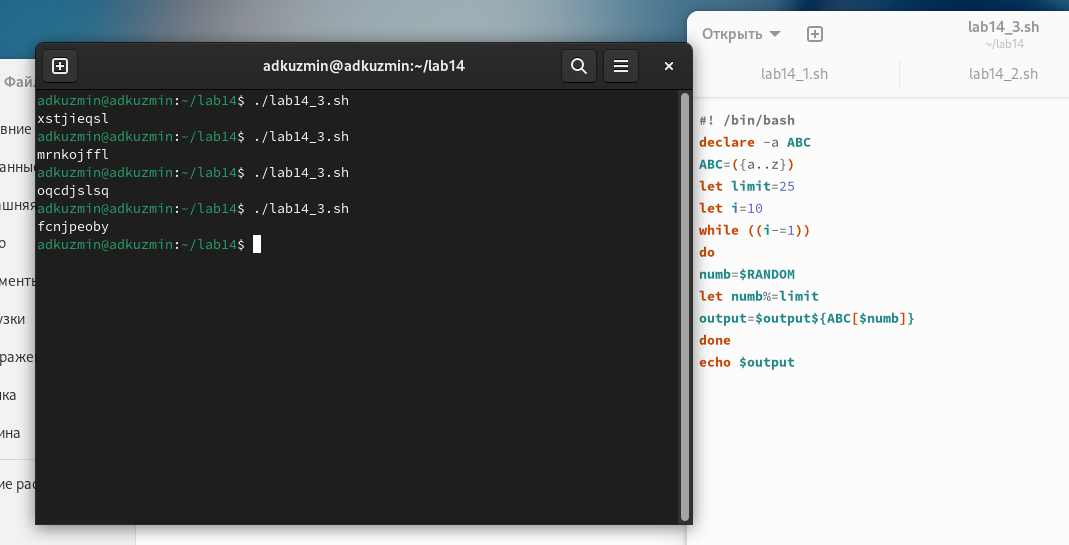 adkuzmin@adkuzmin:~/lab14
adkuzmin@adkuzmin:~/lab14$ ./lab14_3.sh
xstjieqsl
adkuzmin@adkuzmin:~/lab14$ ./lab14_3.sh
mrnkojffl
adkuzmin@adkuzmin:~/lab14$ ./lab14_3.sh
oqcdjslsq
adkuzmin@adkuzmin:~/lab14$ ./lab14_3.sh
fcnjpeoby
adkuzmin@adkuzmin:~/lab14$
Открыть
lab14_3.sh
~/lab14
lab14_1.sh
lab14_2.sh
#! /bin/bash
declare -a ABC
ABC=({a..z})
let limit=25
let i=10
while ((i-=1))
do
numb=$RANDOM
let numb%=limit
output=$output${ABC[$numb]}
done
echo $output